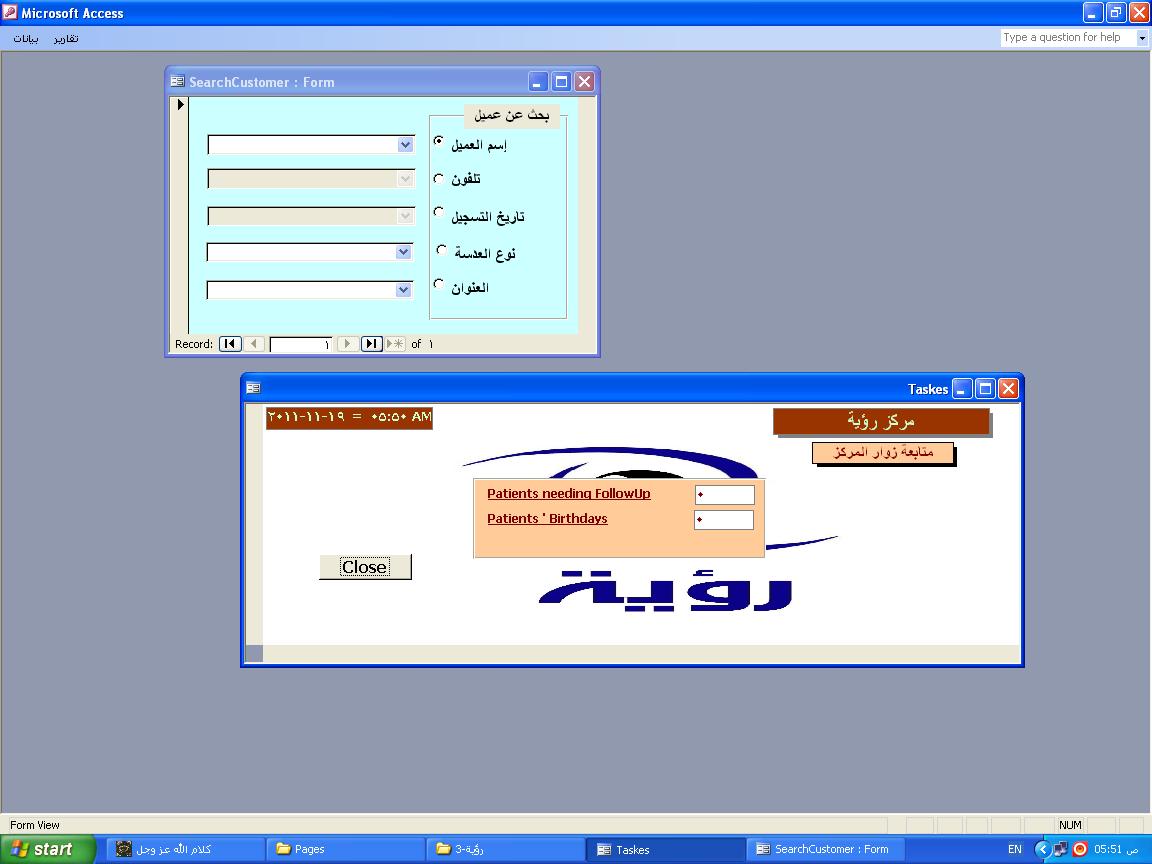 Microsoft Access
بيانات تقارير
Type a question for help
SearchCustomer : Form
بحث عن عميل
إسم العميل
تلفون
تاريخ التسجيل
نوع العدسة
العنوان
Record: ١ of ١
Taskes
٢٠١١-١١-١٩ = ٠٥:٥٠ AM
مركز رؤية
متابعة زوار المركز
Patients needing FollowUp ٠
Patients ' Birthdays ٠
Close
رؤية
Form View
NUM
start
كلام الله عز وجل
Pages
رؤية-3
Taskes
SearchCustomer : Form
EN
05:51 ص